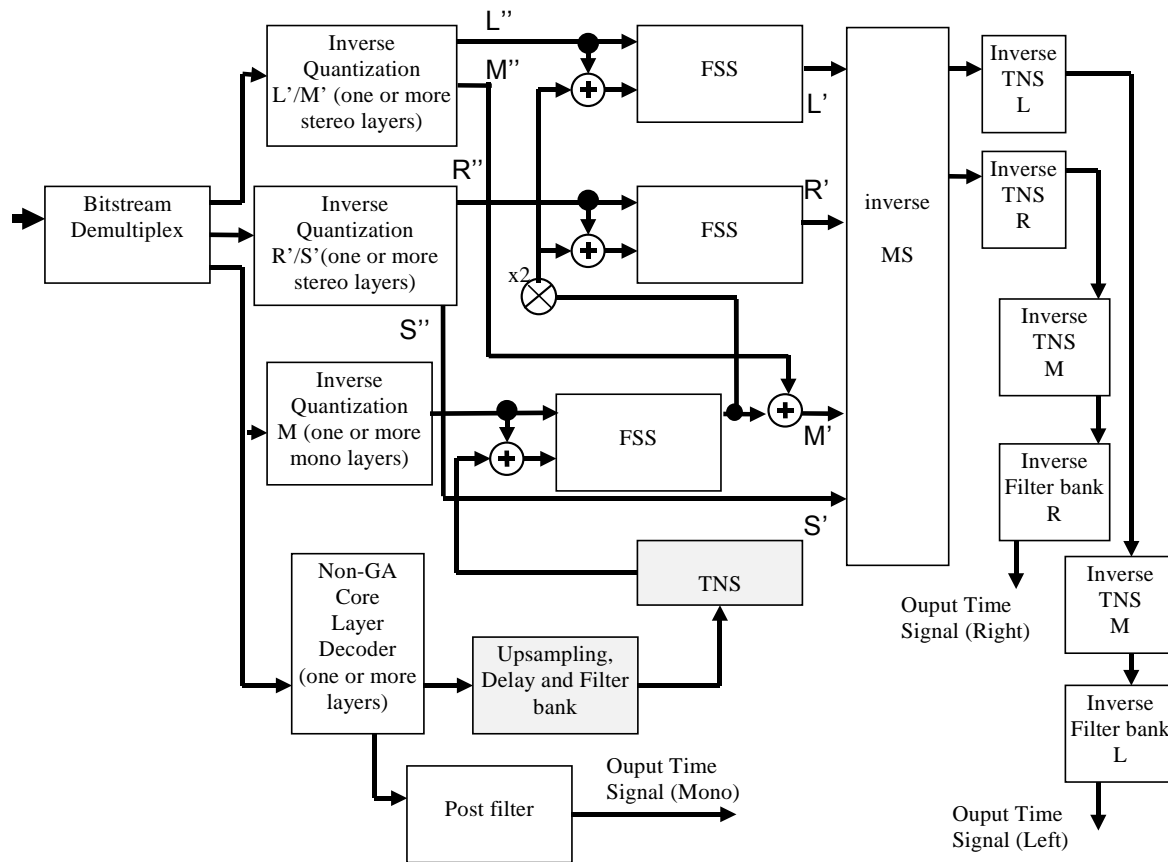 L''
Inverse
Quantization
L'/M' (one or more
stereo layers)
M''
FSS
L'
Inverse
TNS
L
R''
Bitstream
Demultiplex
Inverse
Quantization
R'/S'(one or more
stereo layers)
FSS
R'
inverse
MS
Inverse
TNS
R
x2
S''
Inverse
Quantization
M (one or more
mono layers)
FSS
M'
Inverse
TNS
M
Inverse
Filter bank
R
S'
Non-GA
Core
Layer
Decoder
(one or more
layers)
TNS
Upsampling,
Delay and Filter
bank
Ouput Time
Signal (Right)
Inverse
TNS
M
Inverse
Filter bank
L
Post filter
Ouput Time
Signal (Mono)
Ouput Time
Signal (Left)